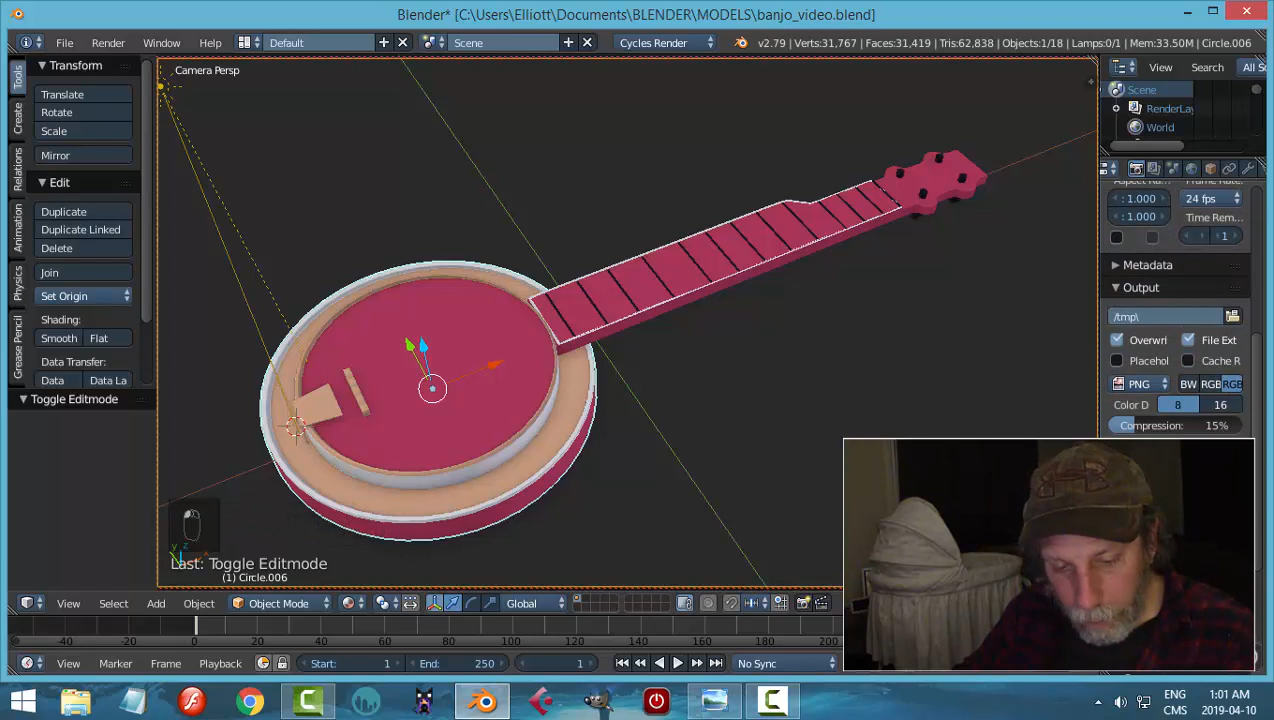 Blender* [C:\Users\Elliott\Documents\BLENDER\MODELS\banjo_video.blend]
File Render Window Help Default Scene Cycles Render v2.79 | Verts:31,767 | Faces:31,419 | Tris:62,838 | Objects:1/18 | Lamps:0/1 | Mem:33.50M | Circle.006
Tools
Create
Relations
Animation
Physics
Grease Pencil
Transform
Translate
Rotate
Scale
Mirror
Edit
Duplicate
Duplicate Linked
Delete
Join
Set Origin
Shading:
Smooth Flat
Data Transfer:
Data Data La
Toggle Editmode
Camera Persp
Last: Toggle Editmode
(1) Circle.006
View Search All Sc
Scene
RenderLay
World
: 1.000 24 fps
: 1.000 Time Rem
1
Metadata
Output
/tmp\
Overwri File Ext
Placehol Cache R
PNG BW RGB RGB
Color D 8 16
Compression: 15%
View Select Add Object Object Mode Global
-40 -20 0 20 40 60 80 100 120 140 160 180 200
View Marker Frame Playback Start: 1 End: 250 1 No Sync
ENG 1:01 AM
CMS 2019-04-10